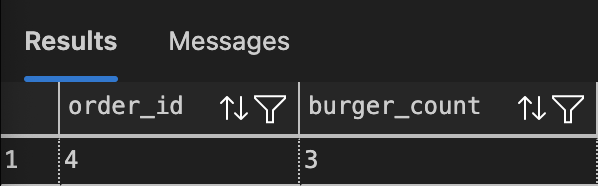 Results Messages
order_id burger_count
1 4 3